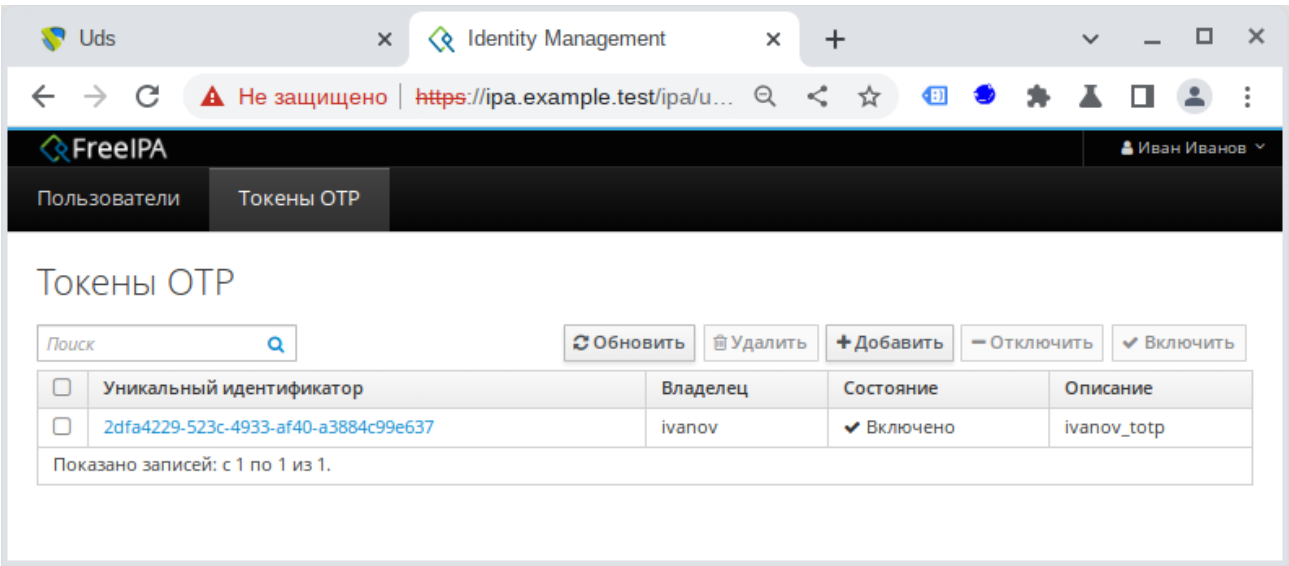 Uds
Identity Management
Не защищено https://ipa.example.test/ipa/u...
FreeIPA
Иван Иванов
Пользователи Токены OTP
Токены OTP
Поиск Обновить Удалить Добавить Отключить Включить
Уникальный идентификатор Владелец Состояние Описание
2dfa4229-523c-4933-af40-a3884c99e637 ivanov Включено ivanov_totp
Показано записей: с 1 по 1 из 1.